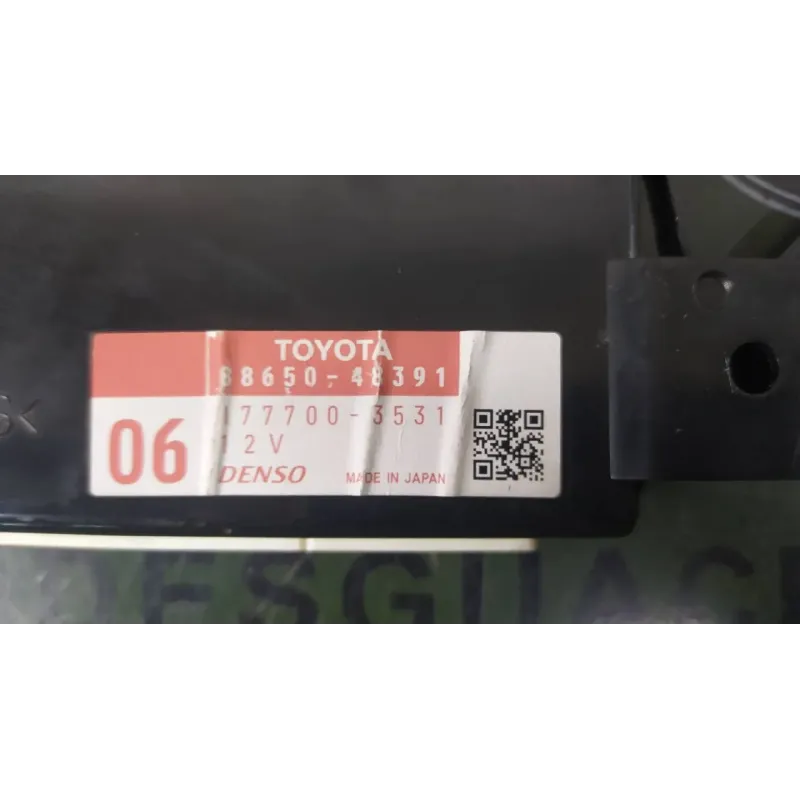 TOYOTA
88650-48391
177700-3531
06
12V
DENSO MADE IN JAPAN
DESGUAC